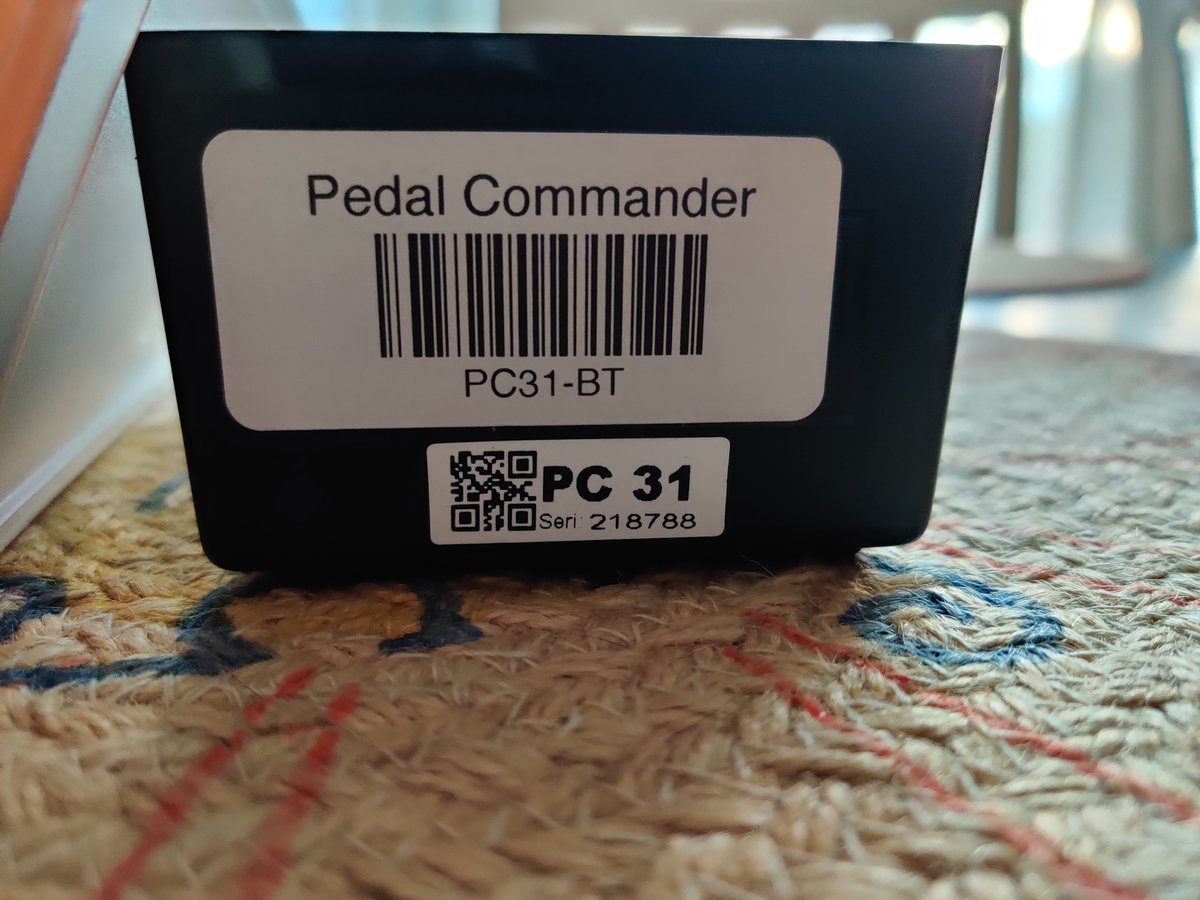 Pedal Commander
PC31-BT
PC 31
Seri: 218788